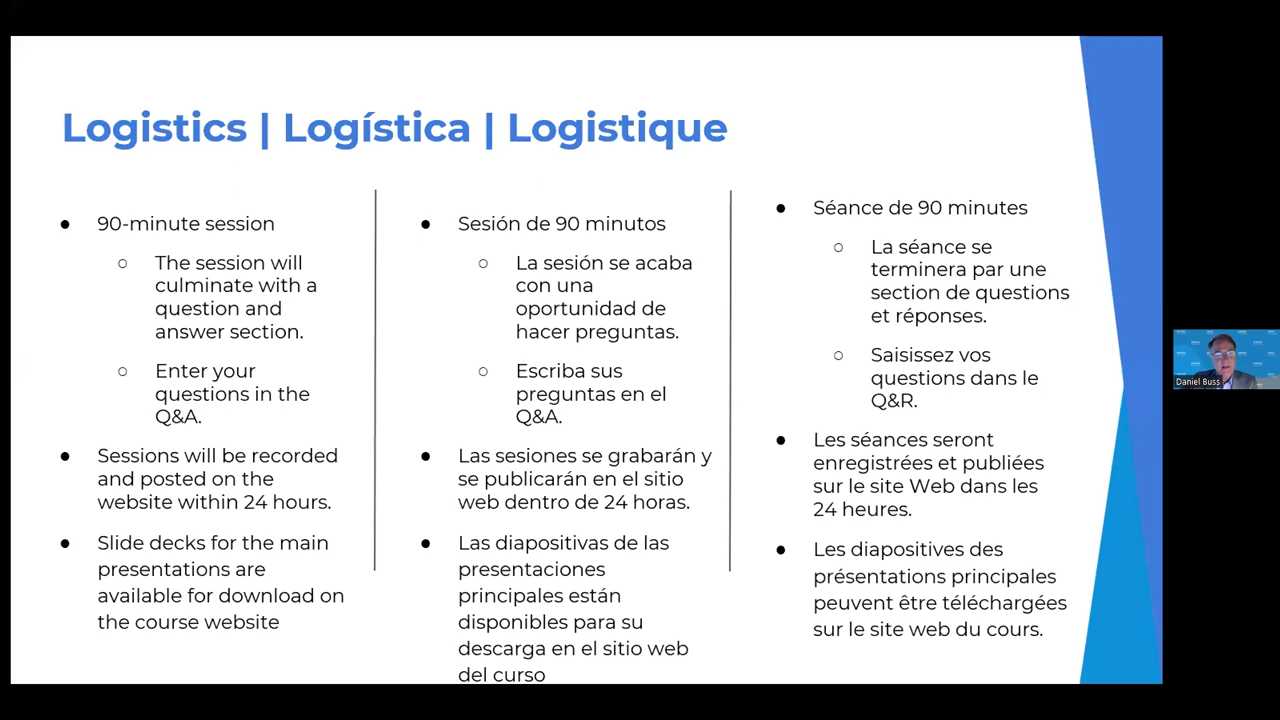 Logistics | Logística | Logistique
● 90-minute session
○ The session will
culminate with a
question and
answer section.
○ Enter your
questions in the
Q&A.
● Sessions will be recorded
and posted on the
website within 24 hours.
● Slide decks for the main
presentations are
available for download on
the course website
● Sesión de 90 minutos
○ La sesión se acaba
con una
oportunidad de
hacer preguntas.
○ Escriba sus
preguntas en el
Q&A.
● Las sesiones se grabarán y
se publicarán en el sitio
web dentro de 24 horas.
● Las diapositivas de las
presentaciones
principales están
disponibles para su
descarga en el sitio web
del curso
● Séance de 90 minutes
○ La séance se
terminera par une
section de questions
et réponses.
○ Saisissez vos
questions dans le
Q&R.
● Les séances seront
enregistrées et publiées
sur le site Web dans les
24 heures.
● Les diapositives des
présentations principales
peuvent être téléchargées
sur le site web du cours.
Daniel Buss